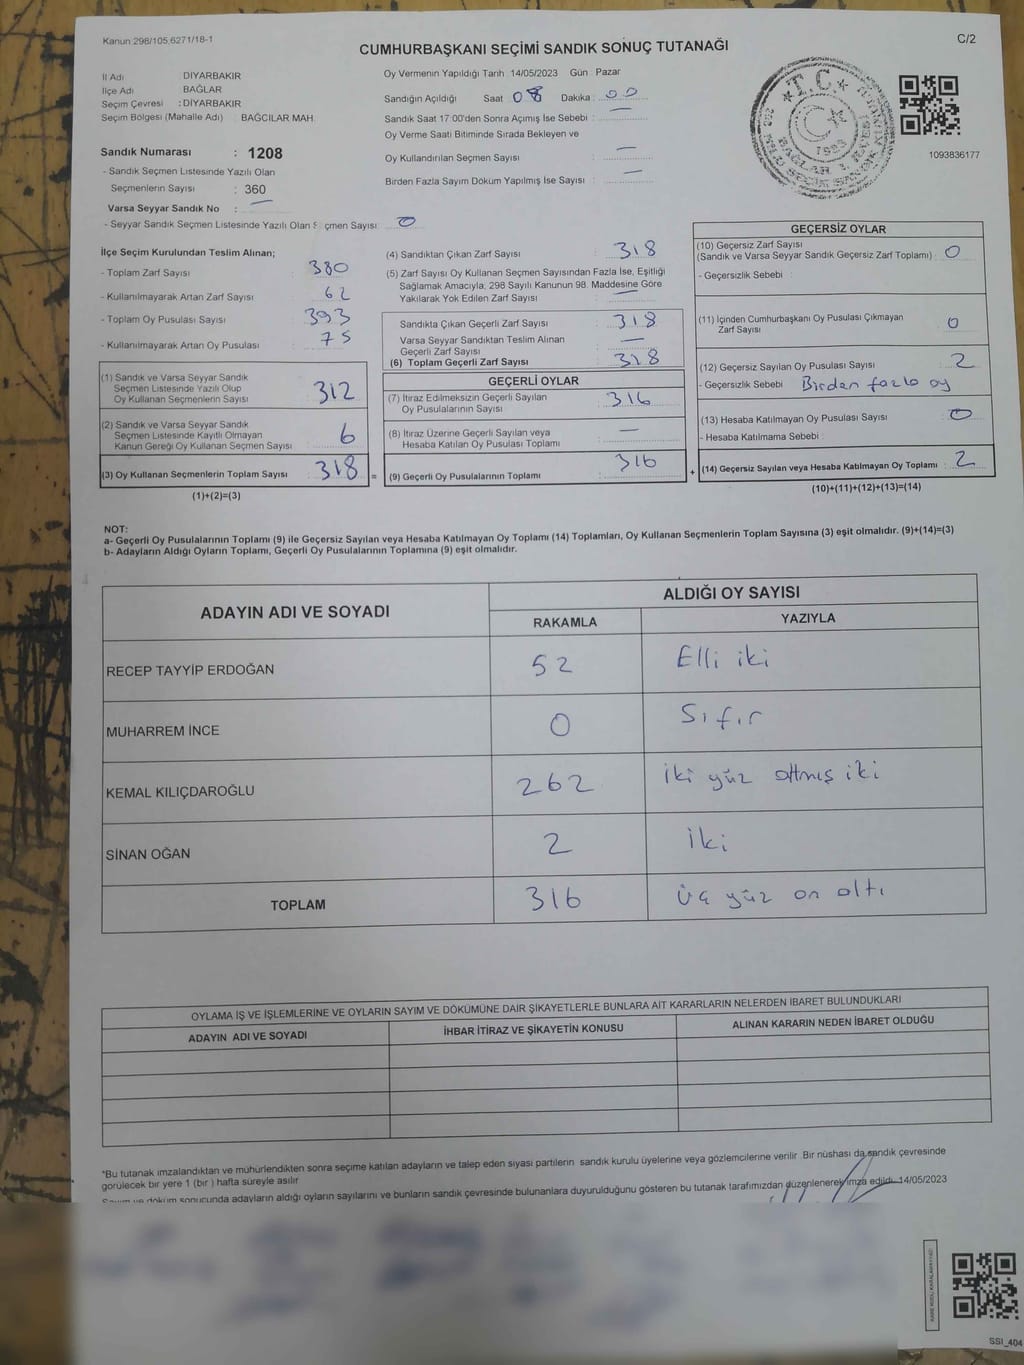 Kanun 298/105,6271/18-1
CUMHURBAŞKANI SEÇİMİ SANDIK SONUÇ TUTANAĞI
C/2
İl Adı DİYARBAKIR
İlçe Adı BAĞLAR
Seçim Çevresi : DİYARBAKIR
Seçim Bölgesi (Mahalle Adı) : BAĞCILAR MAH.
Sandık Numarası : 1208
- Sandık Seçmen Listesinde Yazılı Olan
Seçmenlerin Sayısı : 360
Varsa Seyyar Sandık No : —
- Seyyar Sandık Seçmen Listesinde Yazılı Olan Seçmen Sayısı: 0
Oy Vermenin Yapıldığı Tarih 14/05/2023 Gün Pazar
Sandığın Açıldığı Saat 08 Dakika : 00
Sandık Saat 17:00'den Sonra Açımış İse Sebebi : —
Oy Verme Saati Bitiminde Sırada Bekleyen ve
Oy Kullandırılan Seçmen Sayısı : —
Birden Fazla Sayım Döküm Yapılmış İse Sayısı : —
T.C.
1093836177
İlçe Seçim Kurulundan Teslim Alınan;
- Toplam Zarf Sayısı : 380
- Kullanılmayarak Artan Zarf Sayısı : 62
- Toplam Oy Pusulası Sayısı : 393
- Kullanılmayarak Artan Oy Pusulası : 75
(1) Sandık ve Varsa Seyyar Sandık
Seçmen Listesinde Yazılı Olup
Oy Kullanan Seçmenlerin Sayısı : 312
(2) Sandık ve Varsa Seyyar Sandık
Seçmen Listesinde Kayıtlı Olmayan
Kanun Gereği Oy Kullanan Seçmen Sayısı : 6
(3) Oy Kullanan Seçmenlerin Toplam Sayısı : 318 =
(1)+(2)=(3)
(4) Sandıktan Çıkan Zarf Sayısı : 318
(5) Zarf Sayısı Oy Kullanan Seçmen Sayısından Fazla İse, Eşitliği
Sağlamak Amacıyla; 298 Sayılı Kanunun 98. Maddesine Göre
Yakılarak Yok Edilen Zarf Sayısı : —
Sandıkta Çıkan Geçerli Zarf Sayısı : 318
Varsa Seyyar Sandıktan Teslim Alınan
Geçerli Zarf Sayısı : —
(6) Toplam Geçerli Zarf Sayısı : 318
GEÇERLİ OYLAR
(7) İtiraz Edilmeksizin Geçerli Sayılan
Oy Pusulalarının Sayısı : 316
(8) İtiraz Üzerine Geçerli Sayılan veya
Hesaba Katılan Oy Pusulası Toplamı : —
(9) Geçerli Oy Pusulalarının Toplamı : 316 +
GEÇERSİZ OYLAR
(10) Geçersiz Zarf Sayısı
(Sandık ve Varsa Seyyar Sandık Geçersiz Zarf Toplamı) : 0
- Geçersizlik Sebebi :
(11) İçinden Cumhurbaşkanı Oy Pusulası Çıkmayan
Zarf Sayısı : 0
(12) Geçersiz Sayılan Oy Pusulası Sayısı : 2
- Geçersizlik Sebebi : Birden fazla oy
(13) Hesaba Katılmayan Oy Pusulası Sayısı : 0
- Hesaba Katılmama Sebebi :
(14) Geçersiz Sayılan veya Hesaba Katılmayan Oy Toplamı : 2
(10)+(11)+(12)+(13)=(14)
NOT:
a- Geçerli Oy Pusulalarının Toplamı (9) ile Geçersiz Sayılan veya Hesaba Katılmayan Oy Toplamı (14) Toplamları, Oy Kullanan Seçmenlerin Toplam Sayısına (3) eşit olmalıdır. (9)+(14)=(3)
b- Adayların Aldığı Oyların Toplamı, Geçerli Oy Pusulalarının Toplamına (9) eşit olmalıdır.
ADAYIN ADI VE SOYADI ALDIĞI OY SAYISI
RAKAMLA YAZIYLA
RECEP TAYYİP ERDOĞAN 52 Elli iki
MUHARREM İNCE 0 Sıfır
KEMAL KILIÇDAROĞLU 262 iki yüz altmış iki
SİNAN OĞAN 2 İki
TOPLAM 316 Üç yüz on altı
OYLAMA İŞ VE İŞLEMLERİNE VE OYLARIN SAYIM VE DÖKÜMÜNE DAİR ŞİKAYETLERLE BUNLARA AİT KARARLARIN NELERDEN İBARET BULUNDUKLARI
ADAYIN ADI VE SOYADI İHBAR İTİRAZ VE ŞİKAYETİN KONUSU ALINAN KARARIN NEDEN İBARET OLDUĞU
*Bu tutanak imzalandıktan ve mühürlendikten sonra seçime katılan adayların ve talep eden siyasi partilerin sandık kurulu üyelerine veya gözlemcilerine verilir. Bir nüshası da sandık çevresinde
görülecek bir yere 1 (bir) hafta süreyle asılır
Sayım ve döküm sonucunda adayların aldığı oyların sayılarını ve bunların sandık çevresinde bulunanlara duyurulduğunu gösteren bu tutanak tarafımızdan düzenlenerek imza edildi. 14/05/2023
SSI_404